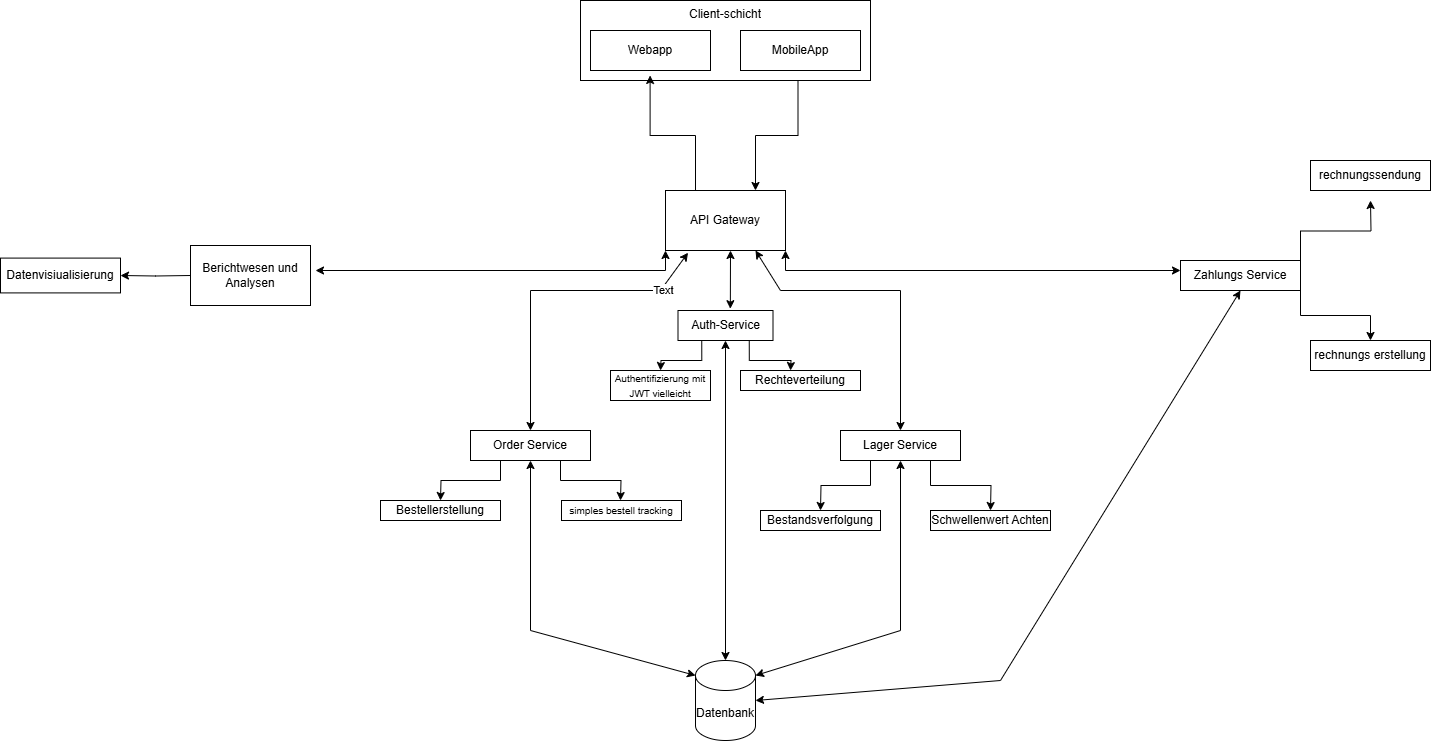 Client-schicht
Webapp
MobileApp
API Gateway
rechnungssendung
Datenvisiualisierung
Berichtwesen und
Analysen
Zahlungs Service
Text
Auth-Service
rechnungs erstellung
Authentifizierung mit
JWT vielleicht
Rechteverteilung
Order Service
Lager Service
Bestellerstellung
simples bestell tracking
Bestandsverfolgung
Schwellenwert Achten
Datenbank